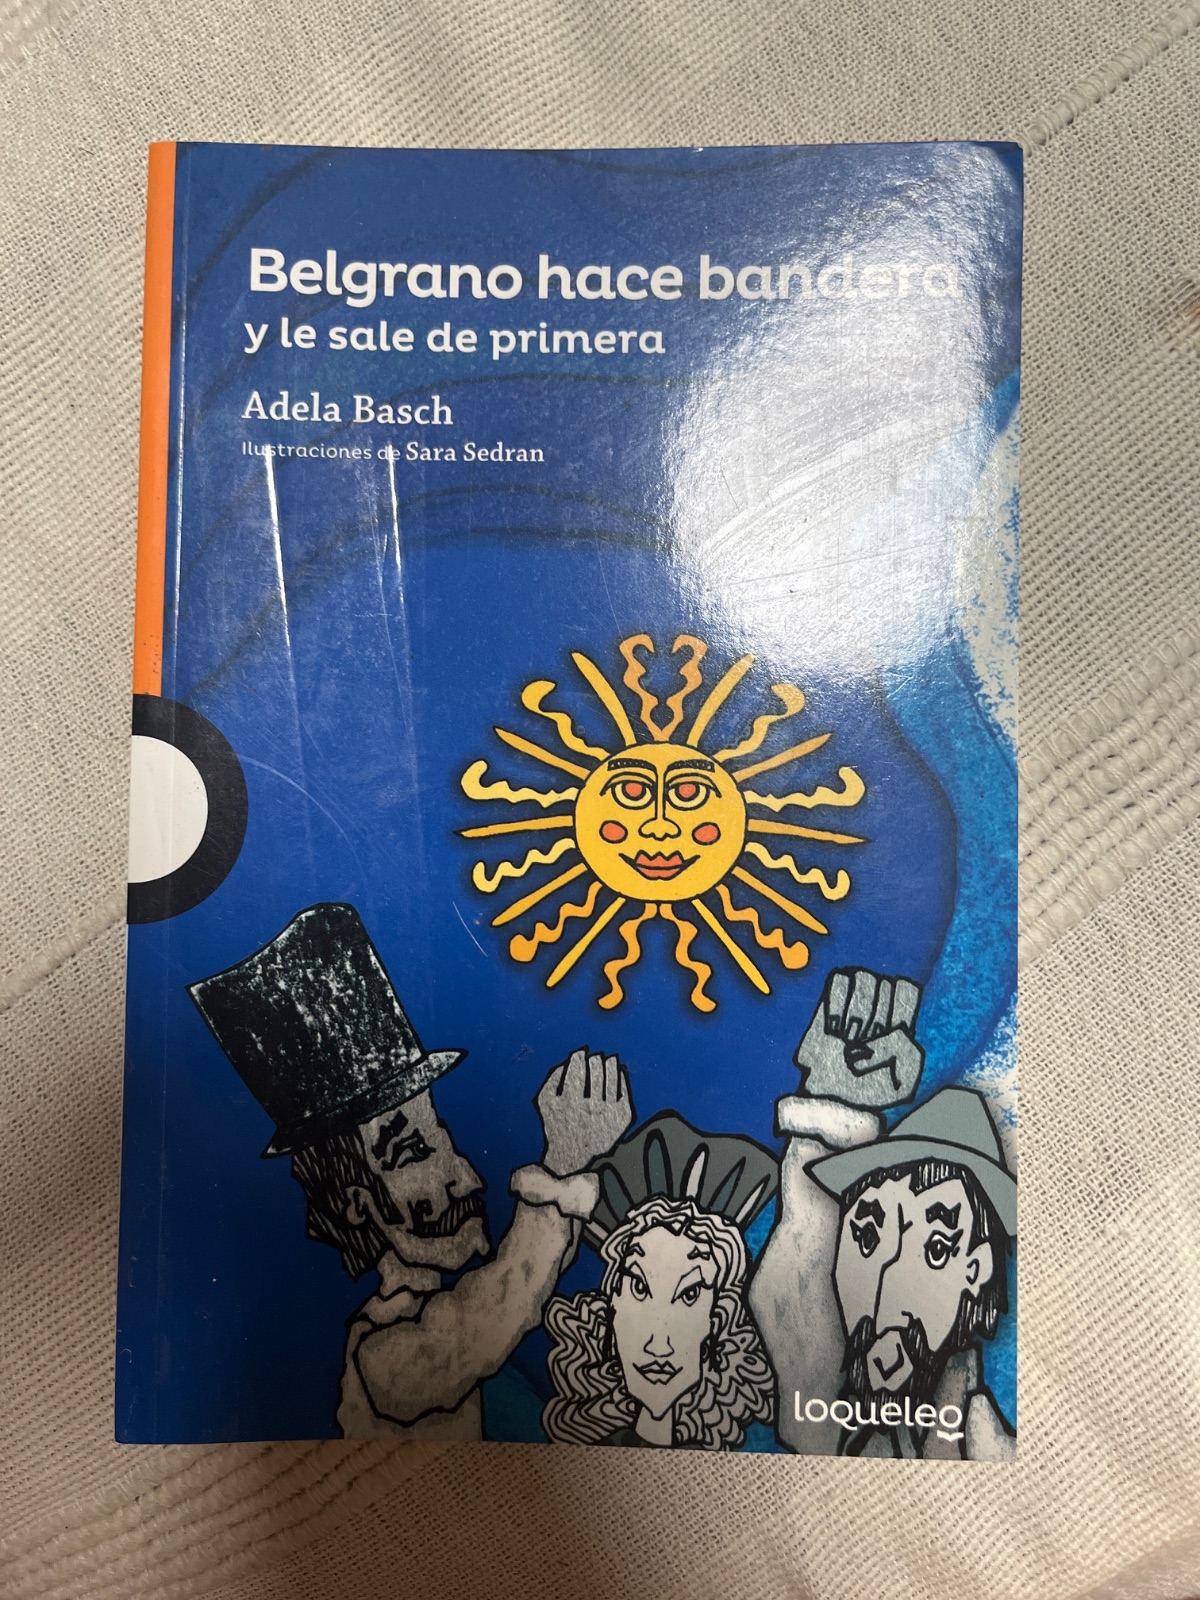 Belgrano hace bandera
y le sale de primera
Adela Basch
Ilustraciones de Sara Sedran
loqueleo